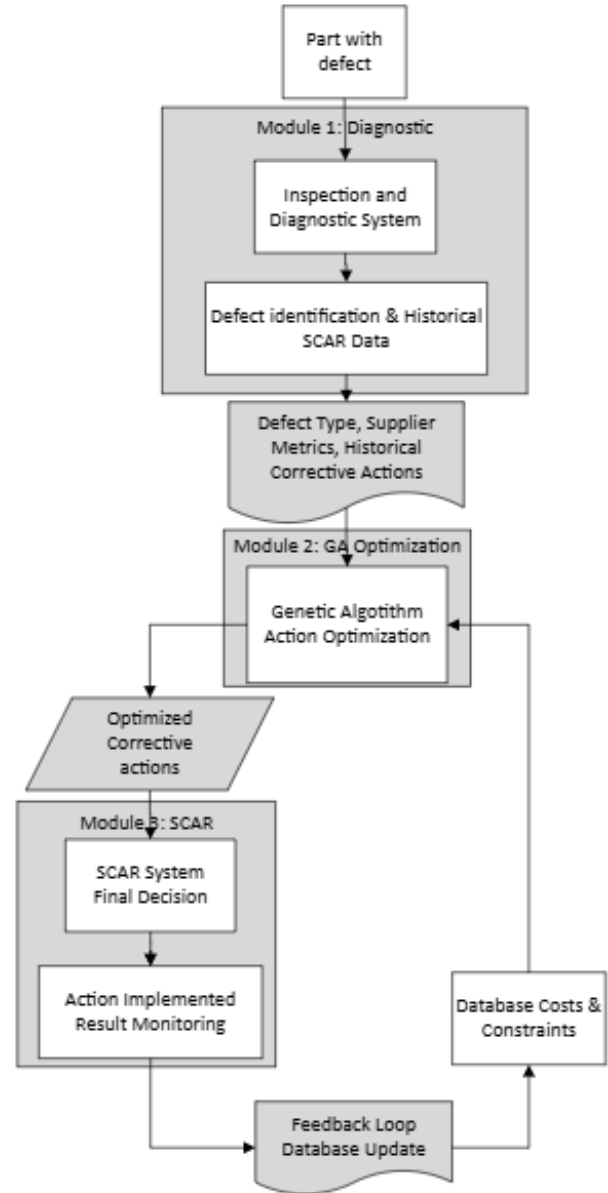 Part with
defect
Module 1: Diagnostic
Inspection and
Diagnostic System
Defect identification & Historical
SCAR Data
Defect Type, Supplier
Metrics, Historical
Corrective Actions
Module 2: GA Optimization
Genetic Algotithm
Action Optimization
Optimized
Corrective
actions
Module 3: SCAR
SCAR System
Final Decision
Action Implemented
Result Monitoring
Database Costs &
Constraints
Feedback Loop
Database Update